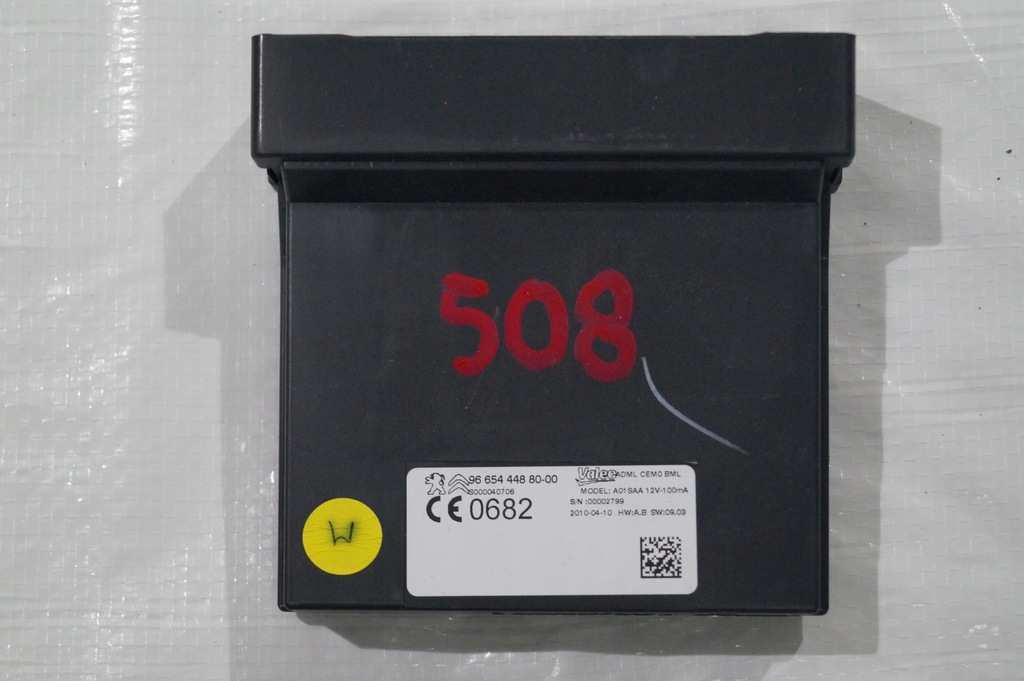 508
96 654 448 80-00
S000040706
CE 0682
Valeo ADML CEM0 BML
MODEL: A01SAA 12V-100mA
S/N :00002799
2010-04-10 HW:A.B SW:09.03
W